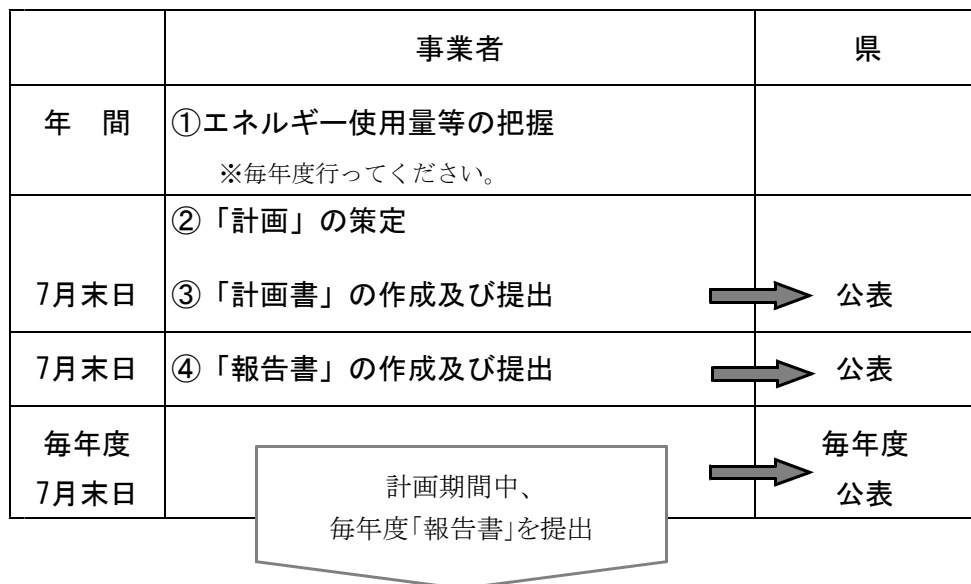 事業者 県
年　間 ①エネルギー使用量等の把握
※毎年度行ってください。
②「計画」の策定
7月末日 ③「計画書」の作成及び提出 公表
7月末日 ④「報告書」の作成及び提出 公表
毎年度 毎年度
7月末日 公表
計画期間中、
毎年度「報告書」を提出